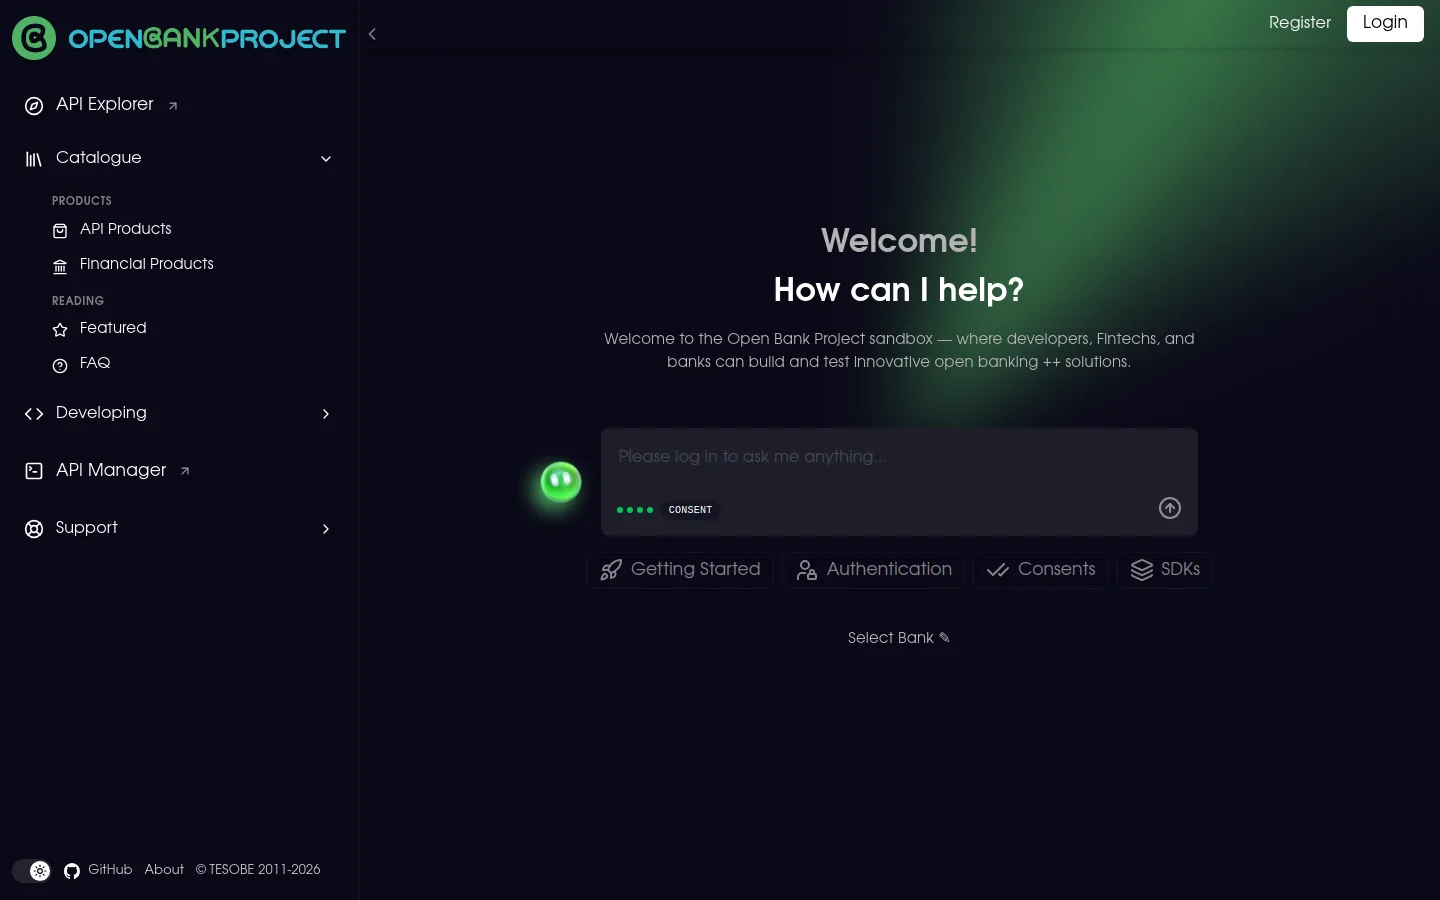 OPENBANKPROJECT
Register
Login
API Explorer
Catalogue
PRODUCTS
API Products
Financial Products
READING
Featured
FAQ
Developing
API Manager
Support
Welcome!
How can I help?
Welcome to the Open Bank Project sandbox — where developers, Fintechs, and
banks can build and test innovative open banking ++ solutions.
Please log in to ask me anything...
CONSENT
Getting Started
Authentication
Consents
SDKs
Select Bank ✎
GitHub
About
© TESOBE 2011-2026